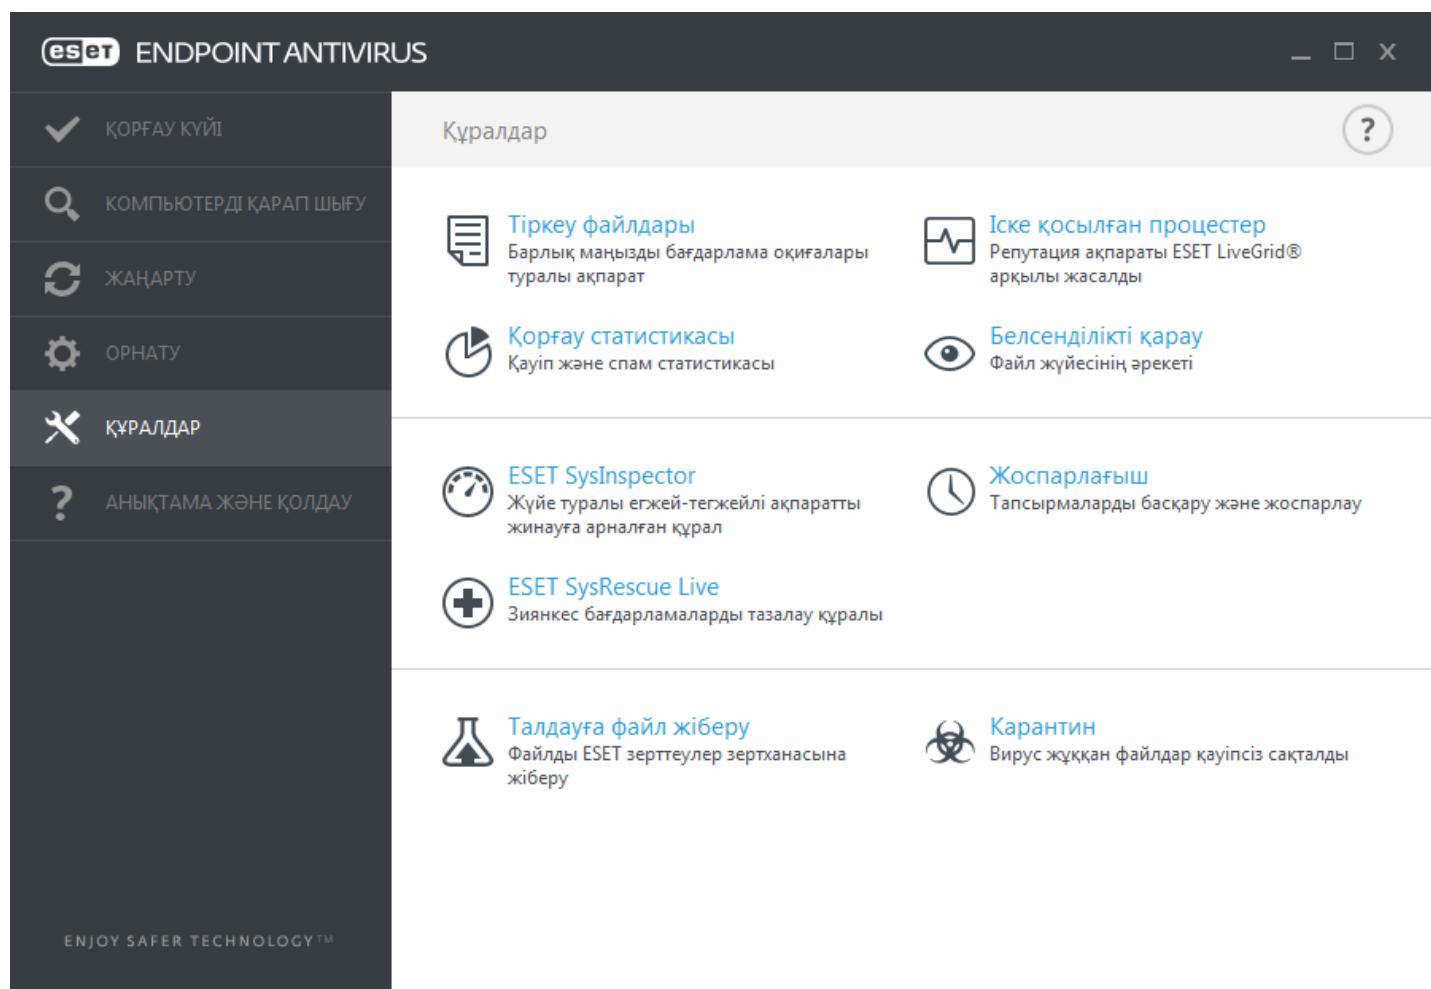 eset ENDPOINT ANTIVIRUS
ҚОРҒАУ КҮЙІ
КОМПЬЮТЕРДІ ҚАРАП ШЫҒУ
ЖАҢАРТУ
ОРНАТУ
ҚҰРАЛДАР
АНЫҚТАМА ЖӘНЕ ҚОЛДАУ
ENJOY SAFER TECHNOLOGY™
Құралдар
?
Тіркеу файлдары
Барлық маңызды бағдарлама оқиғалары
туралы ақпарат
Іске қосылған процестер
Репутация ақпараты ESET LiveGrid®
арқылы жасалды
Қорғау статистикасы
Қауіп және спам статистикасы
Белсенділікті қарау
Файл жүйесінің әрекеті
ESET SysInspector
Жүйе туралы егжей-тегжейлі ақпаратты
жинауға арналған құрал
Жоспарлағыш
Тапсырмаларды басқару және жоспарлау
ESET SysRescue Live
Зиянкес бағдарламаларды тазалау құралы
Талдауға файл жіберу
Файлды ESET зерттеулер зертханасына
жіберу
Карантин
Вирус жұққан файлдар қауіпсіз сақталды